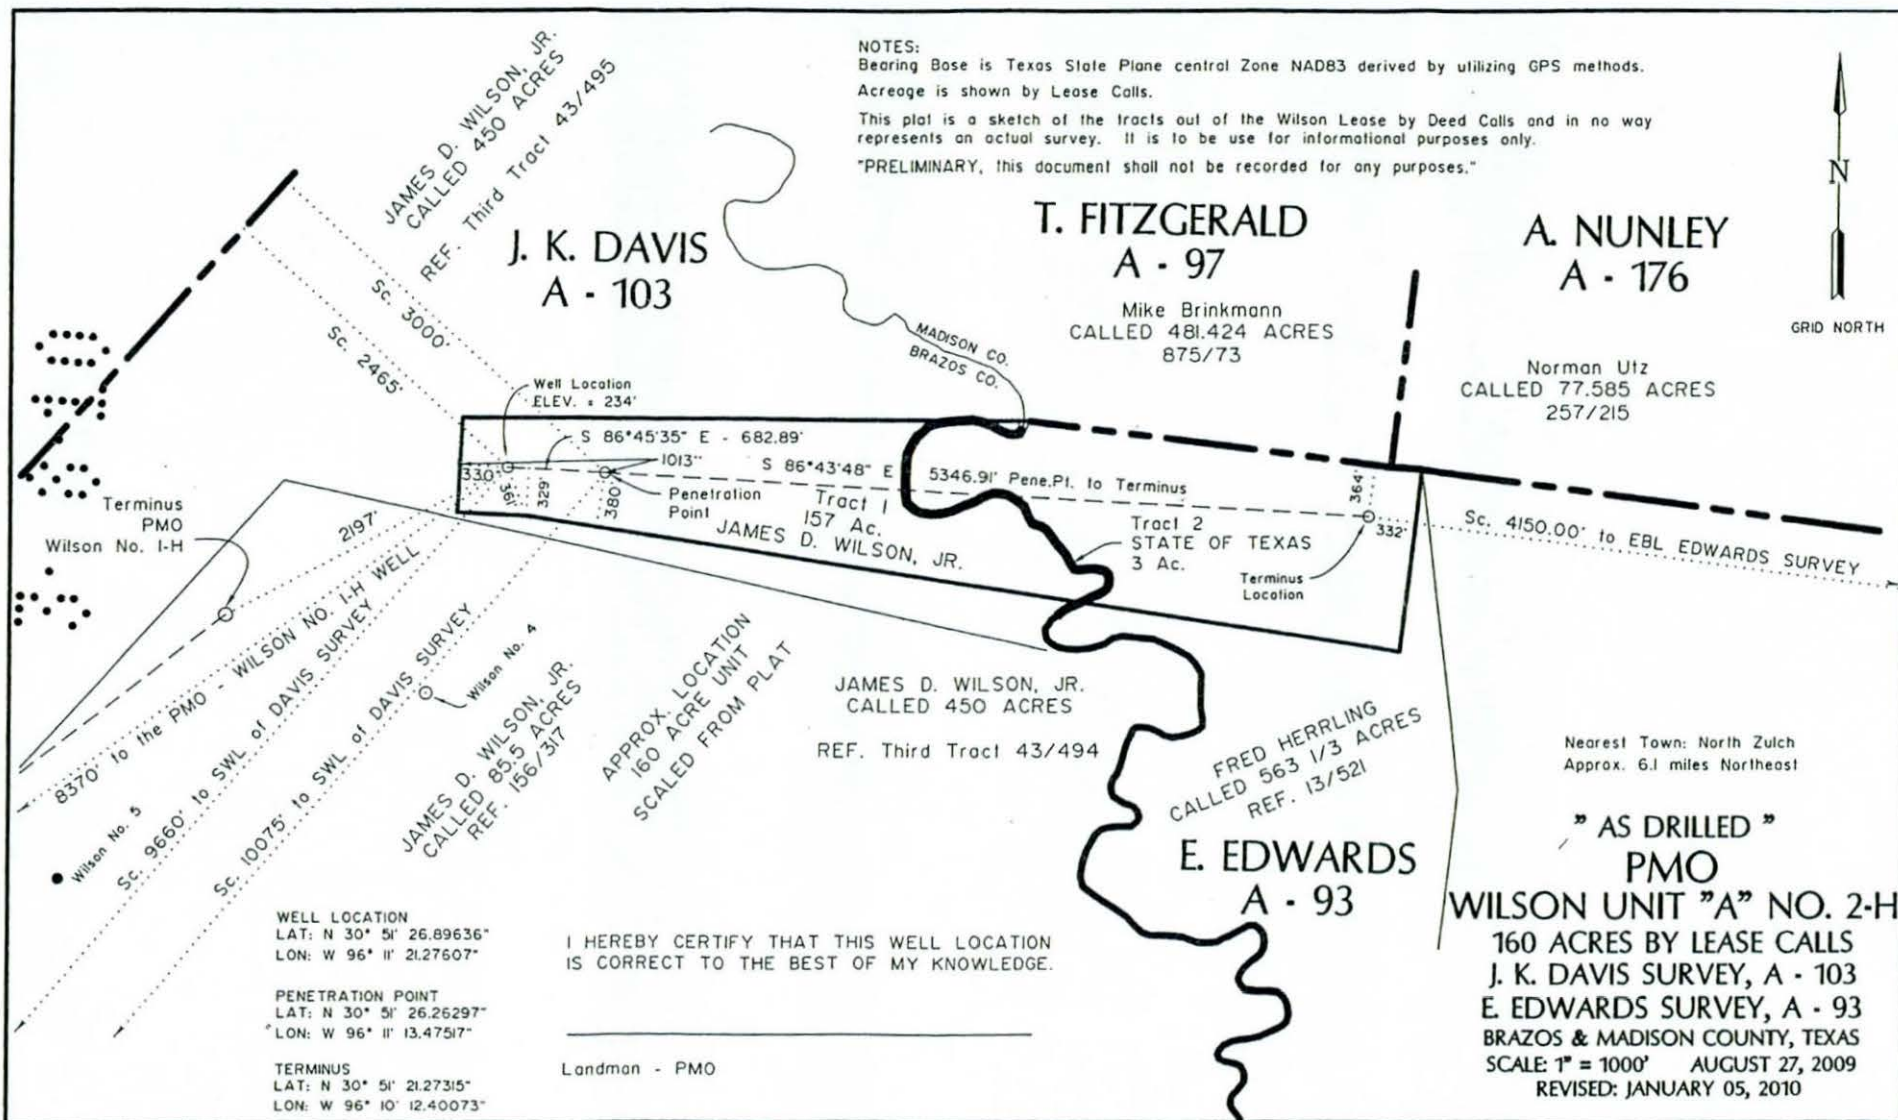 NOTES:
Bearing Base is Texas State Plane central Zone NAD83 derived by utilizing GPS methods.
Acreage is shown by Lease Calls.
This plat is a sketch of the tracts out of the Wilson Lease by Deed Calls and in no way
represents an actual survey. It is to be use for informational purposes only.
"PRELIMINARY, this document shall not be recorded for any purposes."
N
GRID NORTH
JAMES D. WILSON, JR.
CALLED 450 ACRES
REF. Third Tract 43/495
J. K. DAVIS
A - 103
T. FITZGERALD
A - 97
Mike Brinkmann
CALLED 481.424 ACRES
875/73
A. NUNLEY
A - 176
Norman Utz
CALLED 77.585 ACRES
257/215
MADISON CO.
BRAZOS CO.
Sc. 3000'
Sc. 2465'
Well Location
ELEV. = 234'
S 86°45'35" E - 682.89'
1013"
S 86°43'48" E
5346.91' Pene.Pt. to Terminus
330'
361'
329'
380'
Penetration
Point
Tract 1
157 Ac.
JAMES D. WILSON, JR.
Tract 2
STATE OF TEXAS
3 Ac.
364'
332'
Terminus
Location
Sc. 4150.00' to EBL EDWARDS SURVEY
Terminus
PMO
Wilson No. 1-H
2197'
8370' to the PMO - WILSON NO. 1-H WELL
Sc. 9660' to SWL of DAVIS SURVEY
Sc. 10075' to SWL of DAVIS SURVEY
Wilson No. 4
Wilson No. 5
JAMES D. WILSON, JR.
CALLED 85.5 ACRES
REF. 156/317
APPROX. LOCATION
160 ACRE UNIT
SCALED FROM PLAT
JAMES D. WILSON, JR.
CALLED 450 ACRES
REF. Third Tract 43/494
FRED HERRLING
CALLED 563 1/3 ACRES
REF. 13/521
E. EDWARDS
A - 93
Nearest Town: North Zulch
Approx. 6.1 miles Northeast
" AS DRILLED "
PMO
WILSON UNIT "A" NO. 2-H
160 ACRES BY LEASE CALLS
J. K. DAVIS SURVEY, A - 103
E. EDWARDS SURVEY, A - 93
BRAZOS & MADISON COUNTY, TEXAS
SCALE: 1" = 1000' AUGUST 27, 2009
REVISED: JANUARY 05, 2010
WELL LOCATION
LAT: N 30° 51' 26.89636"
LON: W 96° 11' 21.27607"
PENETRATION POINT
LAT: N 30° 51' 26.26297"
LON: W 96° 11' 13.47517"
TERMINUS
LAT: N 30° 51' 21.27315"
LON: W 96° 10' 12.40073"
I HEREBY CERTIFY THAT THIS WELL LOCATION
IS CORRECT TO THE BEST OF MY KNOWLEDGE.
Landman - PMO